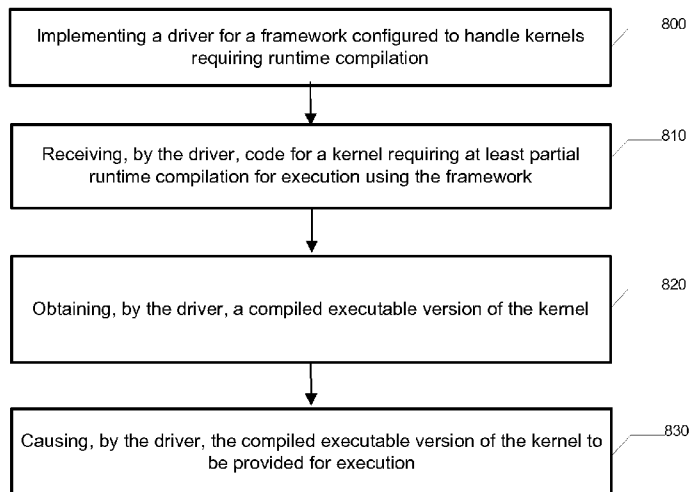 Implementing a driver for a framework configured to handle kernels
requiring runtime compilation
800
Receiving, by the driver, code for a kernel requiring at least partial
runtime compilation for execution using the framework
810
Obtaining, by the driver, a compiled executable version of the kernel
820
Causing, by the driver, the compiled executable version of the kernel to
be provided for execution
830